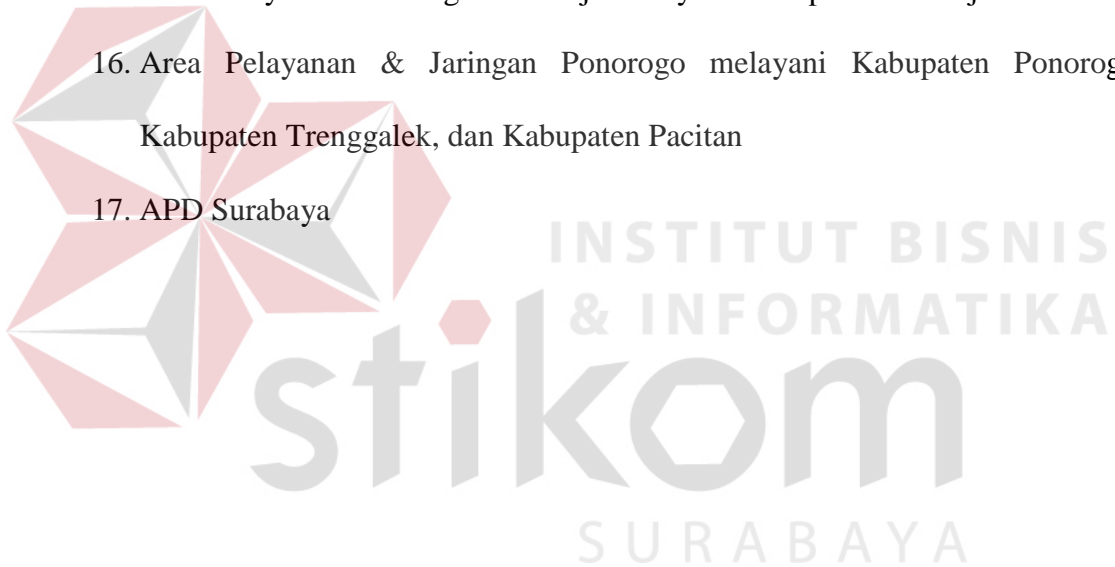 16. Area Pelayanan & Jaringan Ponorogo melayani Kabupaten Ponorog
Kabupaten Trenggalek, dan Kabupaten Pacitan
17. APD Surabaya
INSTITUT BISNIS
& INFORMATIKA
stikom
SURABAYA